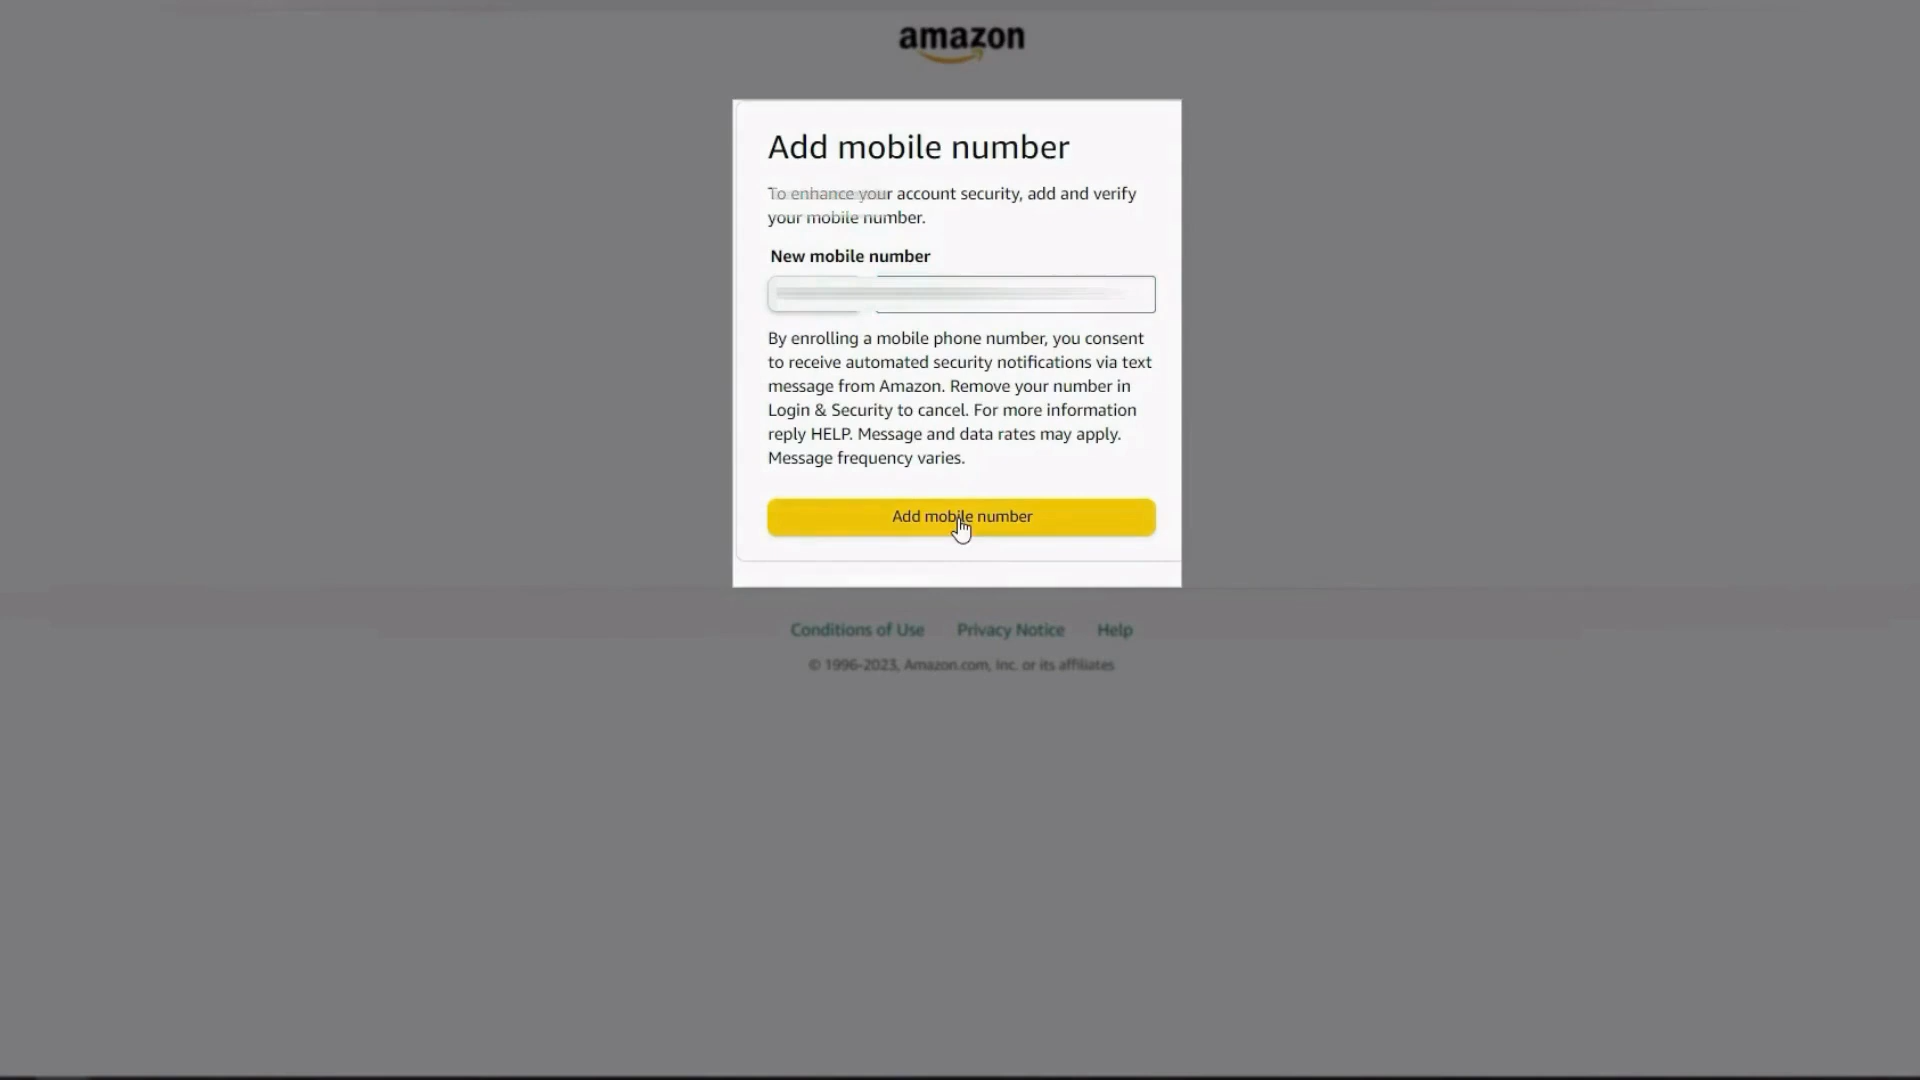 amazon
Add mobile number
To enhance your account security, add and verify
your mobile number.
New mobile number
By enrolling a mobile phone number, you consent
to receive automated security notifications via text
message from Amazon. Remove your number in
Login & Security to cancel. For more information
reply HELP. Message and data rates may apply.
Message frequency varies.
Add mobile number
Conditions of Use Privacy Notice Help
© 1996-2023, Amazon.com, Inc. or its affiliates